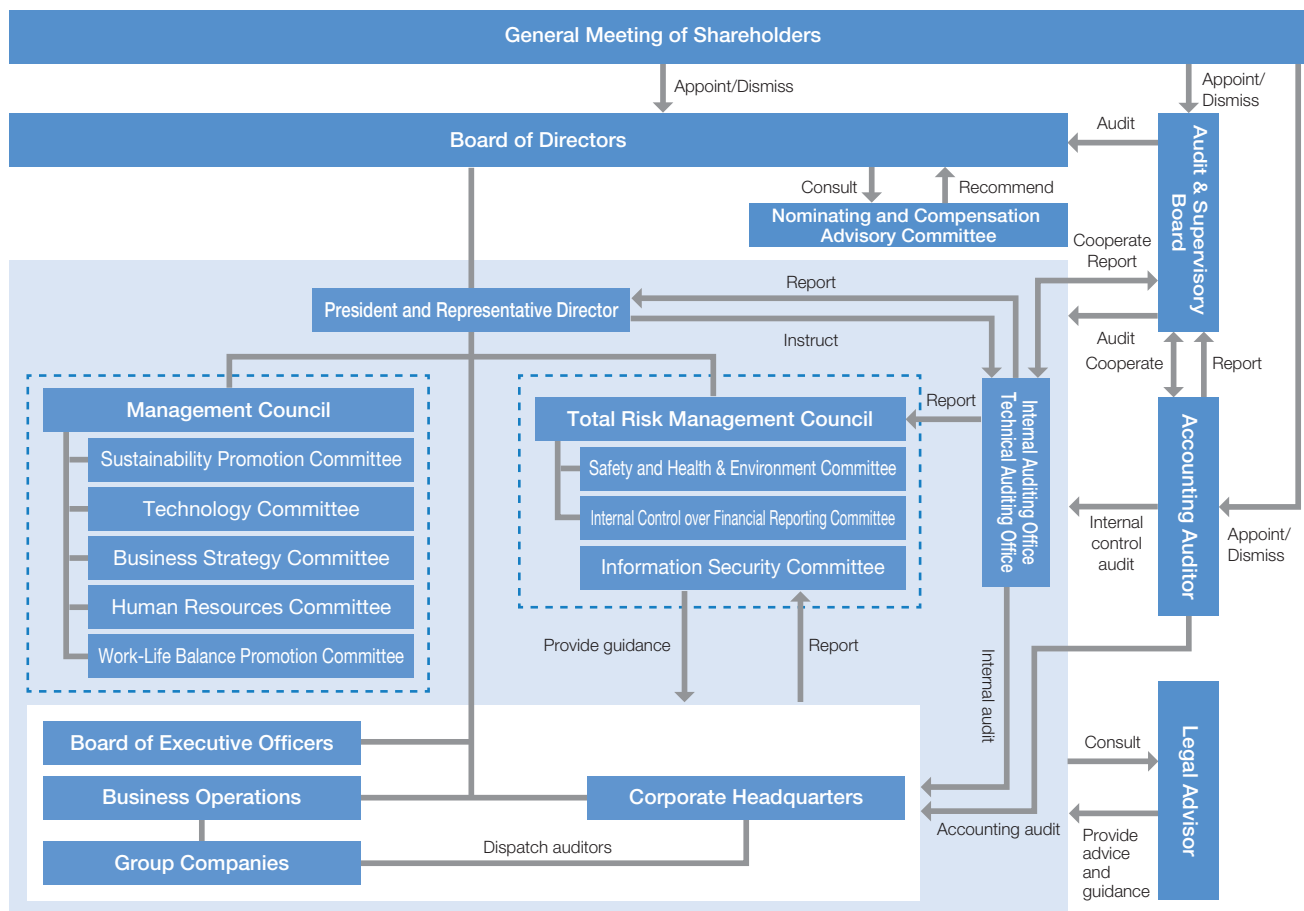 General Meeting of Shareholders
Appoint/Dismiss
Appoint/
Dismiss
Board of Directors
Audit
Audit & Supervisory
Board
Consult
Recommend
Nominating and Compensation
Advisory Committee
Cooperate
Report
President and Representative Director
Report
Instruct
Audit
Cooperate
Report
Management Council
Sustainability Promotion Committee
Technology Committee
Business Strategy Committee
Human Resources Committee
Work-Life Balance Promotion Committee
Total Risk Management Council
Safety and Health & Environment Committee
Internal Control over Financial Reporting Committee
Information Security Committee
Report
Internal Auditing Office
Technical Auditing Office
Internal
control
audit
Accounting Auditor
Appoint/
Dismiss
Provide guidance
Report
Internal audit
Board of Executive Officers
Business Operations
Group Companies
Corporate Headquarters
Dispatch auditors
Accounting audit
Consult
Legal Advisor
Provide
advice
and
guidance